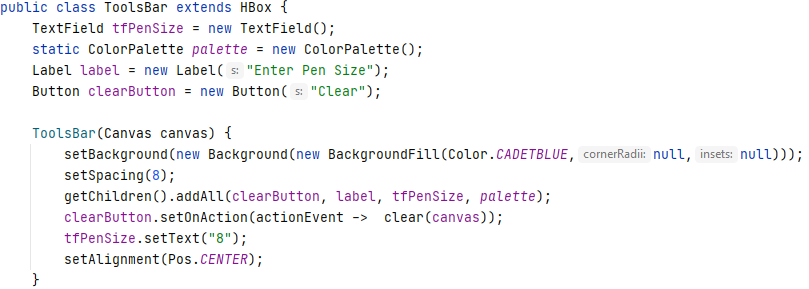 public class ToolsBar extends HBox {
    TextField tfPenSize = new TextField();
    static ColorPalette palette = new ColorPalette();
    Label label = new Label( s: "Enter Pen Size");
    Button clearButton = new Button( s: "Clear");

    ToolsBar(Canvas canvas) {
        setBackground(new Background(new BackgroundFill(Color.CADETBLUE, cornerRadii: null, insets: null)));
        setSpacing(8);
        getChildren().addAll(clearButton, label, tfPenSize, palette);
        clearButton.setOnAction(actionEvent ->  clear(canvas));
        tfPenSize.setText("8");
        setAlignment(Pos.CENTER);
    }